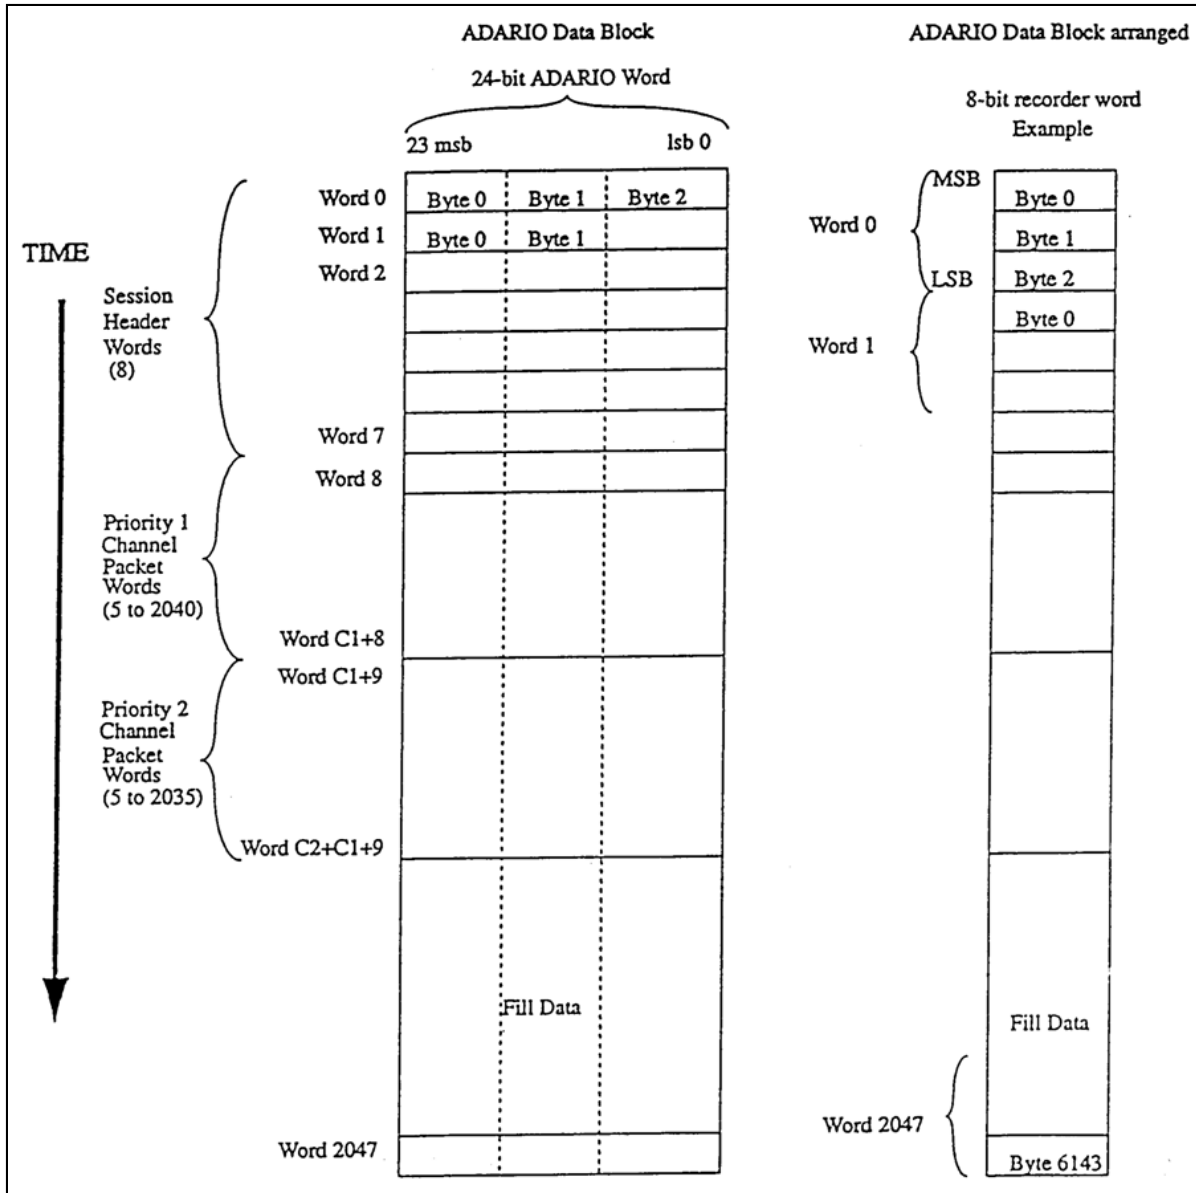 ADARIO Data Block
ADARIO Data Block arranged
24-bit ADARIO Word
8-bit recorder word
Example
23 msb
lsb 0
TIME
Session
Header
Words
(8)
Priority 1
Channel
Packet
Words
(5 to 2040)
Priority 2
Channel
Packet
Words
(5 to 2035)
Word 0
Byte 0
Byte 1
Byte 2
Word 1
Byte 0
Byte 1
Word 2
Word 7
Word 8
Word C1+8
Word C1+9
Word C2+C1+9
Fill Data
Word 2047
Word 0
MSB
Byte 0
Byte 1
LSB
Byte 2
Word 1
Byte 0
Fill Data
Word 2047
Byte 6143